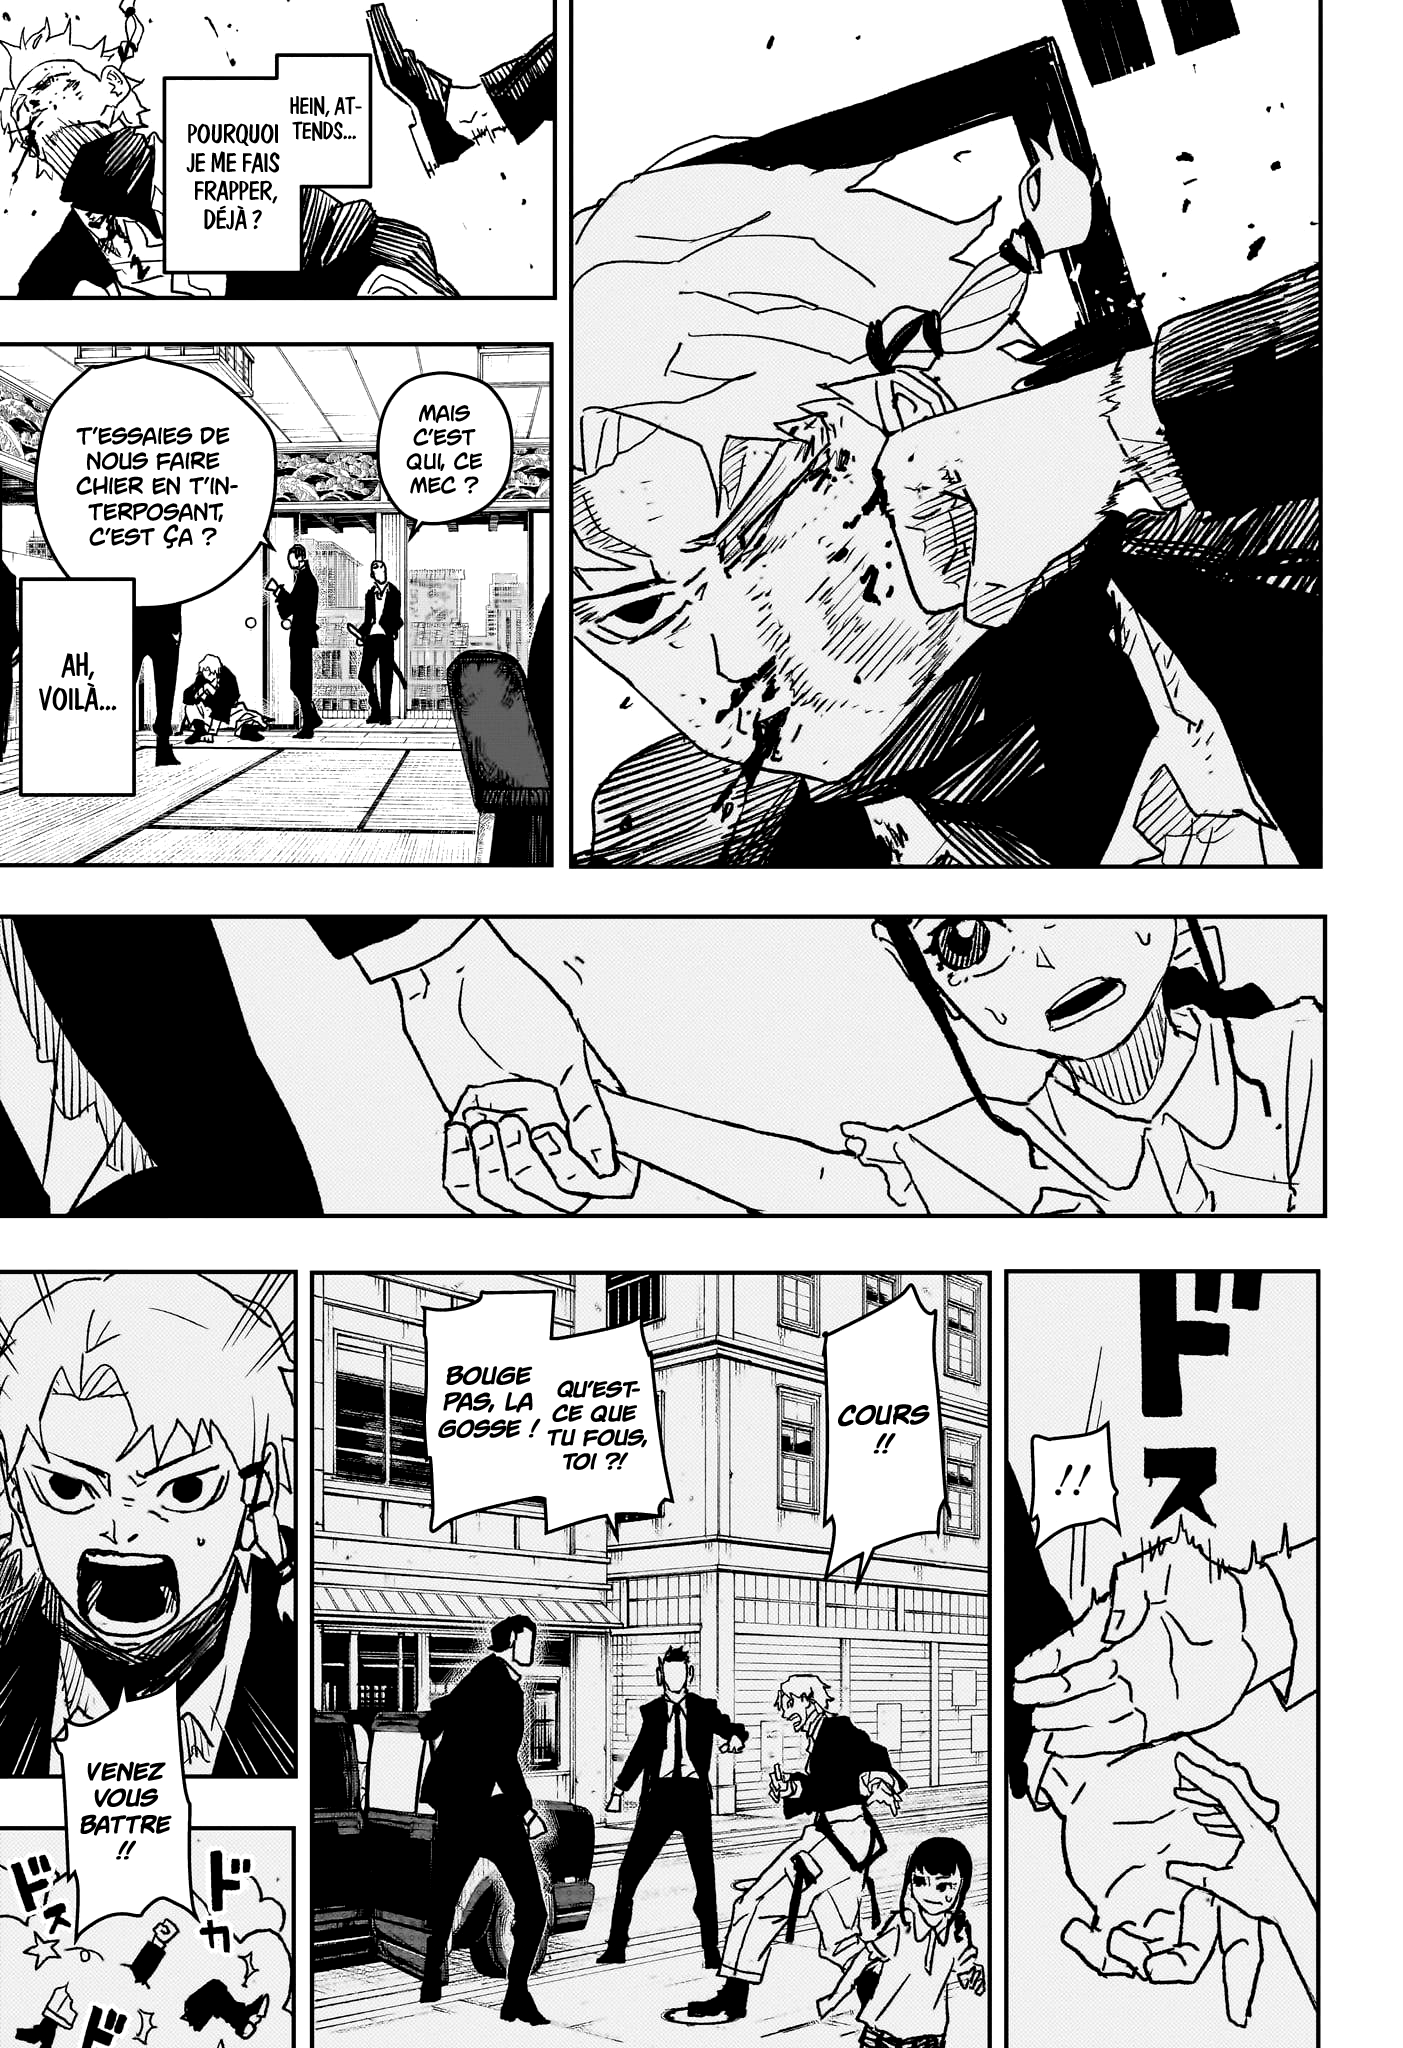 HEIN, AT-
TENDS...
POURQUOI
JE ME FAIS
FRAPPER,
DÉJÀ ?
MAIS
C'EST
QUI, CE
MEC ?
T'ESSAIES DE
NOUS FAIRE
CHIER EN T'IN-
TERPOSANT,
C'EST ÇA ?
AH,
VOILÀ...
ドス
!!
COURS
!!
QU'EST-
CE QUE
TU FOUS,
TOI ?!
BOUGE
PAS, LA
GOSSE !
VENEZ
VOUS
BATTRE
!!
ドカ
ドス
ドド